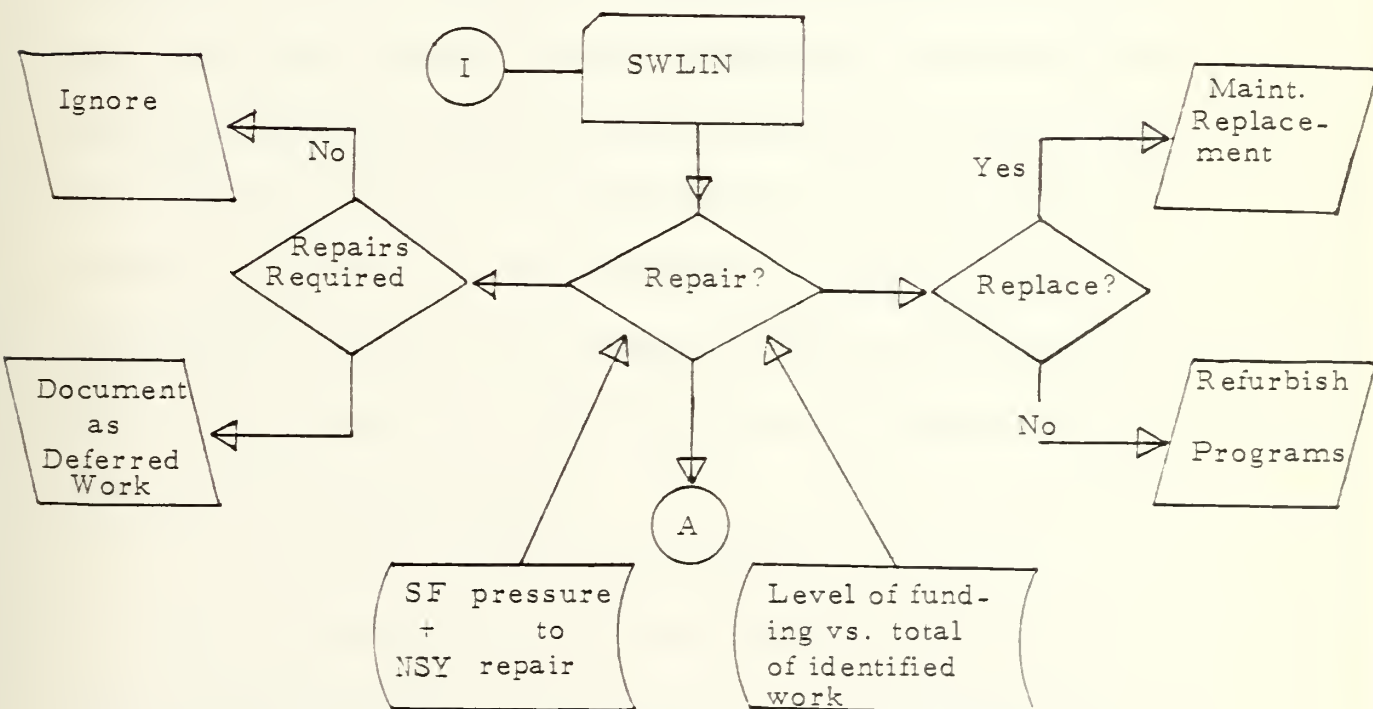 I
SWLIN
Ignore
No
Maint.
Replace-
ment
Yes
Repairs
Required
Repair?
Replace?
Document
as
Deferred
Work
No
Refurbish
Programs
A
SF pressure
+ to
NSY repair
Level of fund-
ing vs. total
of identified
work